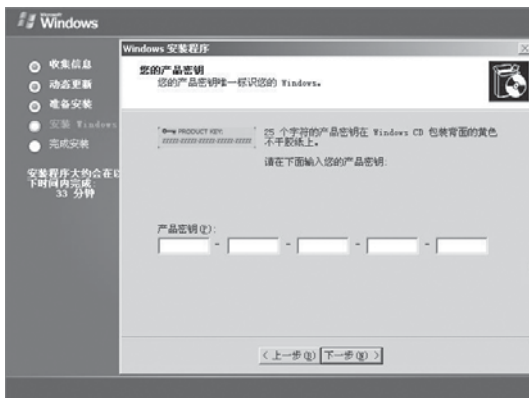 Microsoft
Windows
收集信息
动态更新
准备安装
安装 Windows
完成安装
安装程序大约会在以
下时间内完成:
33 分钟
Windows 安装程序
您的产品密钥
您的产品密钥唯一标识您的 Windows。
PRODUCT KEY:
25 个字符的产品密钥在 Windows CD 包装背面的黄色
不干胶纸上。
请在下面输入您的产品密钥:
产品密钥(P):
- - - -
<上一步(B) 下一步(N) >